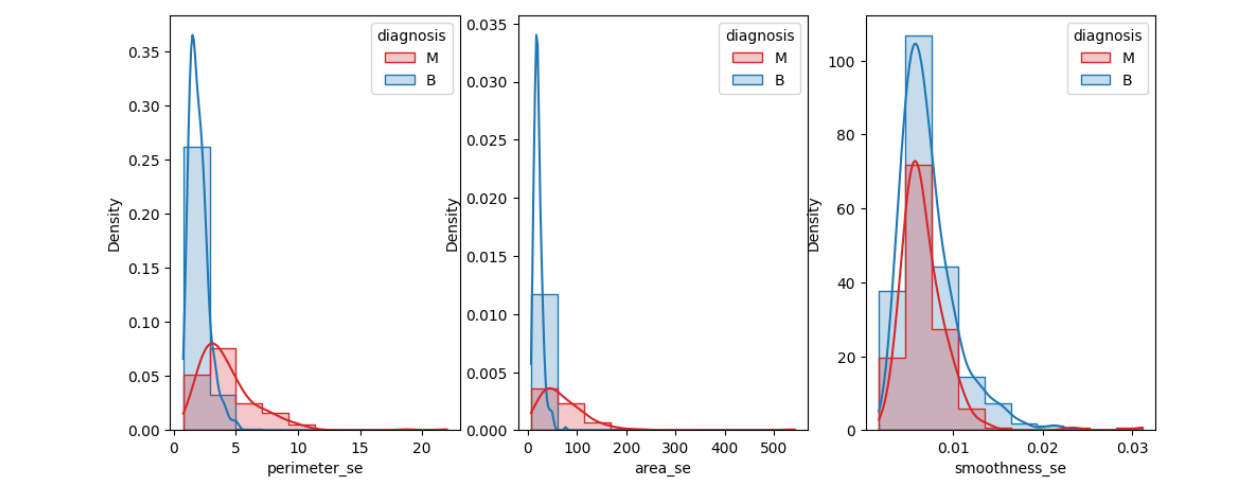 diagnosis
M
B
0.35
0.30
0.25
0.20
0.15
0.10
0.05
0.00
Density
0 5 10 15 20
perimeter_se
diagnosis
M
B
0.035
0.030
0.025
0.020
0.015
0.010
0.005
0.000
Density
0 100 200 300 400 500
area_se
diagnosis
M
B
100
80
60
40
20
0
Density
0.01 0.02 0.03
smoothness_se